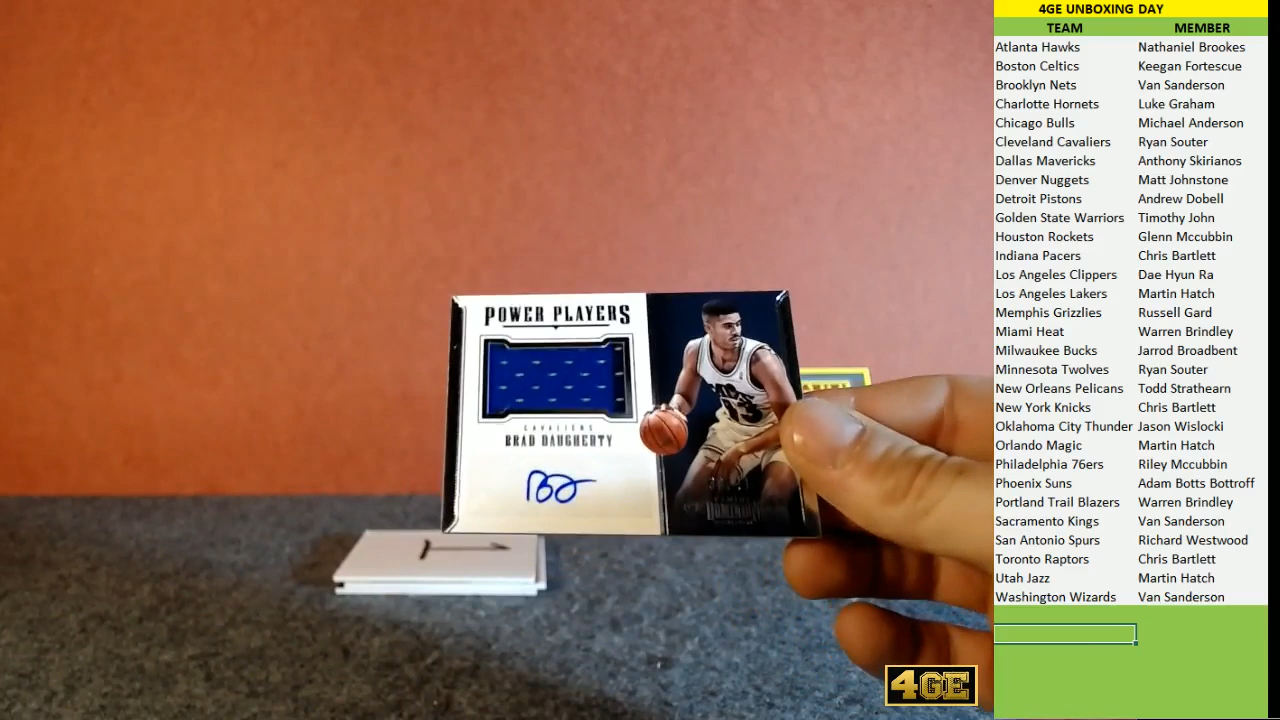 4GE UNBOXING DAY
TEAM MEMBER
Atlanta Hawks Nathaniel Brookes
Boston Celtics Keegan Fortescue
Brooklyn Nets Van Sanderson
Charlotte Hornets Luke Graham
Chicago Bulls Michael Anderson
Cleveland Cavaliers Ryan Souter
Dallas Mavericks Anthony Skirianos
Denver Nuggets Matt Johnstone
Detroit Pistons Andrew Dobell
Golden State Warriors Timothy John
Houston Rockets Glenn Mccubbin
Indiana Pacers Chris Bartlett
Los Angeles Clippers Dae Hyun Ra
Los Angeles Lakers Martin Hatch
Memphis Grizzlies Russell Gard
Miami Heat Warren Brindley
Milwaukee Bucks Jarrod Broadbent
Minnesota Twolves Ryan Souter
New Orleans Pelicans Todd Strathearn
New York Knicks Chris Bartlett
Oklahoma City Thunder Jason Wislocki
Orlando Magic Martin Hatch
Philadelphia 76ers Riley Mccubbin
Phoenix Suns Adam Botts Bottroff
Portland Trail Blazers Warren Brindley
Sacramento Kings Van Sanderson
San Antonio Spurs Richard Westwood
Toronto Raptors Chris Bartlett
Utah Jazz Martin Hatch
Washington Wizards Van Sanderson
POWER PLAYERS
CAVALIERS
BRAD DAUGHERTY
4GE